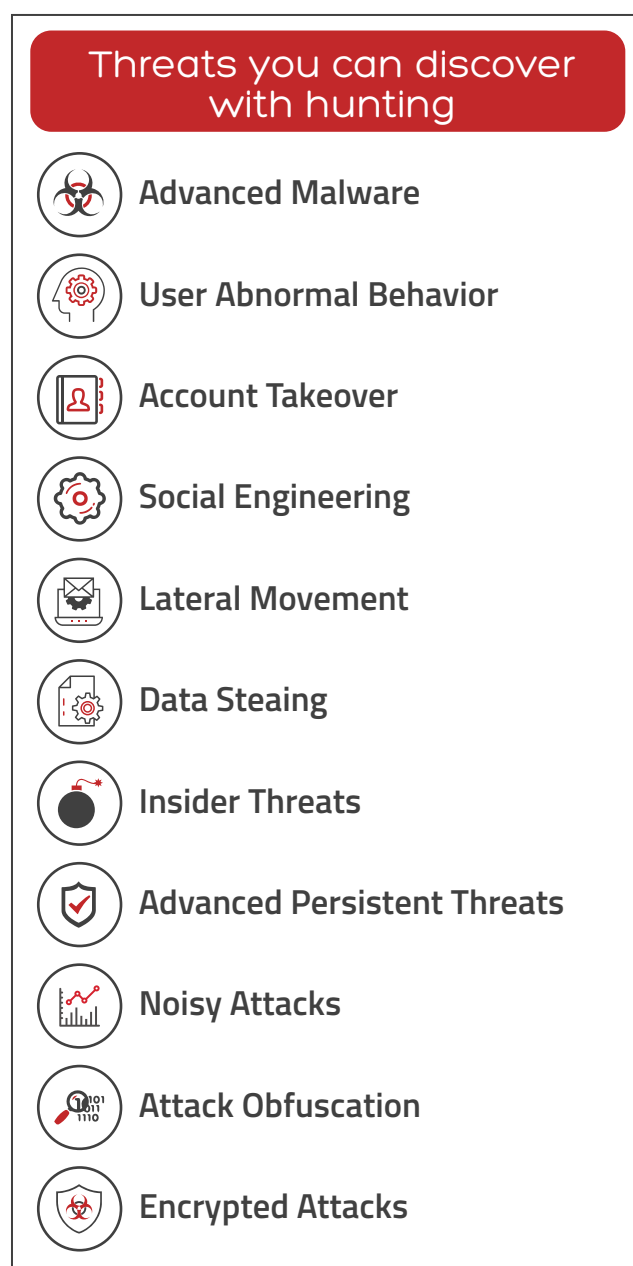 Threats you can discover
with hunting
Advanced Malware
User Abnormal Behavior
Account Takeover
Social Engineering
Lateral Movement
Data Steaing
Insider Threats
Advanced Persistent Threats
Noisy Attacks
Attack Obfuscation
Encrypted Attacks